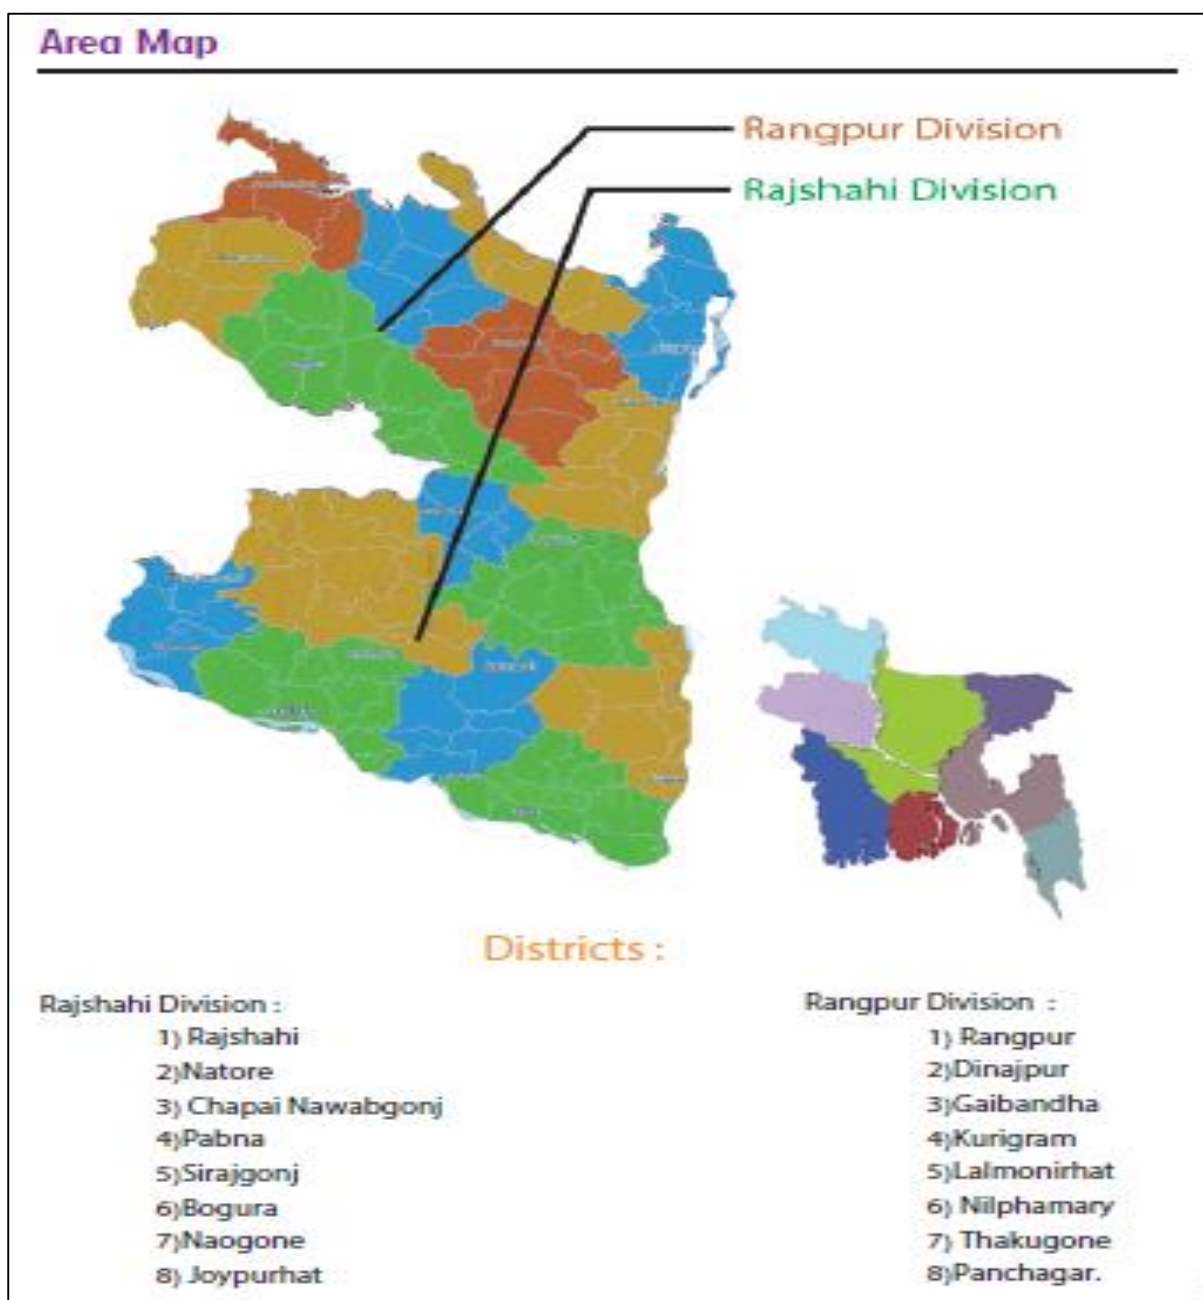 Area Map
Rangpur Division
Rajshahi Division
Districts :
Rajshahi Division :
1) Rajshahi
2)Natore
3) Chapai Nawabgonj
4)Pabna
5)Sirajgonj
6)Bogura
7)Naogone
8) Joypurhat
Rangpur Division :
1) Rangpur
2)Dinajpur
3)Gaibandha
4)Kurigram
5)Lalmonirhat
6) Nilphamary
7) Thakugone
8)Panchagar.